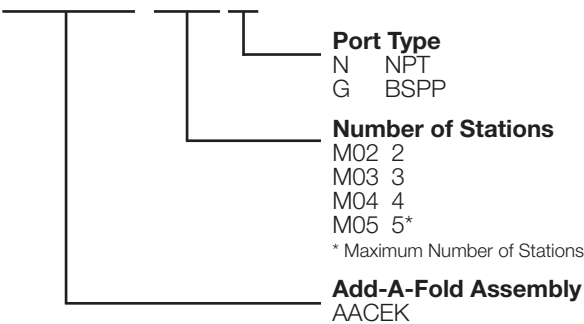 Port Type
N NPT
G BSPP
Number of Stations
M02 2
M03 3
M04 4
M05 5*
* Maximum Number of Stations
Add-A-Fold Assembly
AACEK